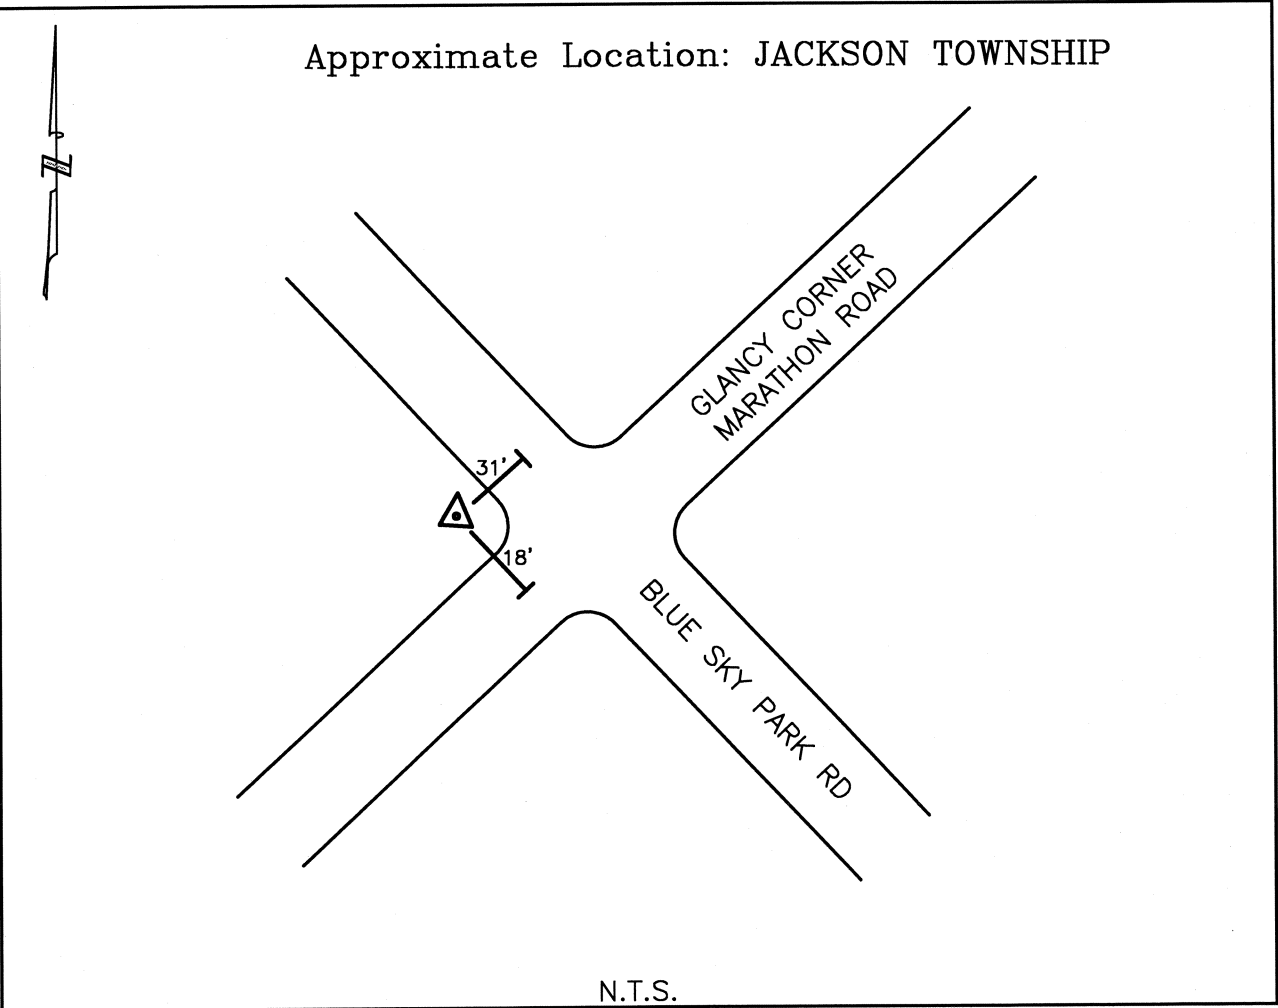 Approximate Location: JACKSON TOWNSHIP
N
GLANCY CORNER
MARATHON ROAD
31'
18'
BLUE SKY PARK RD
N.T.S.